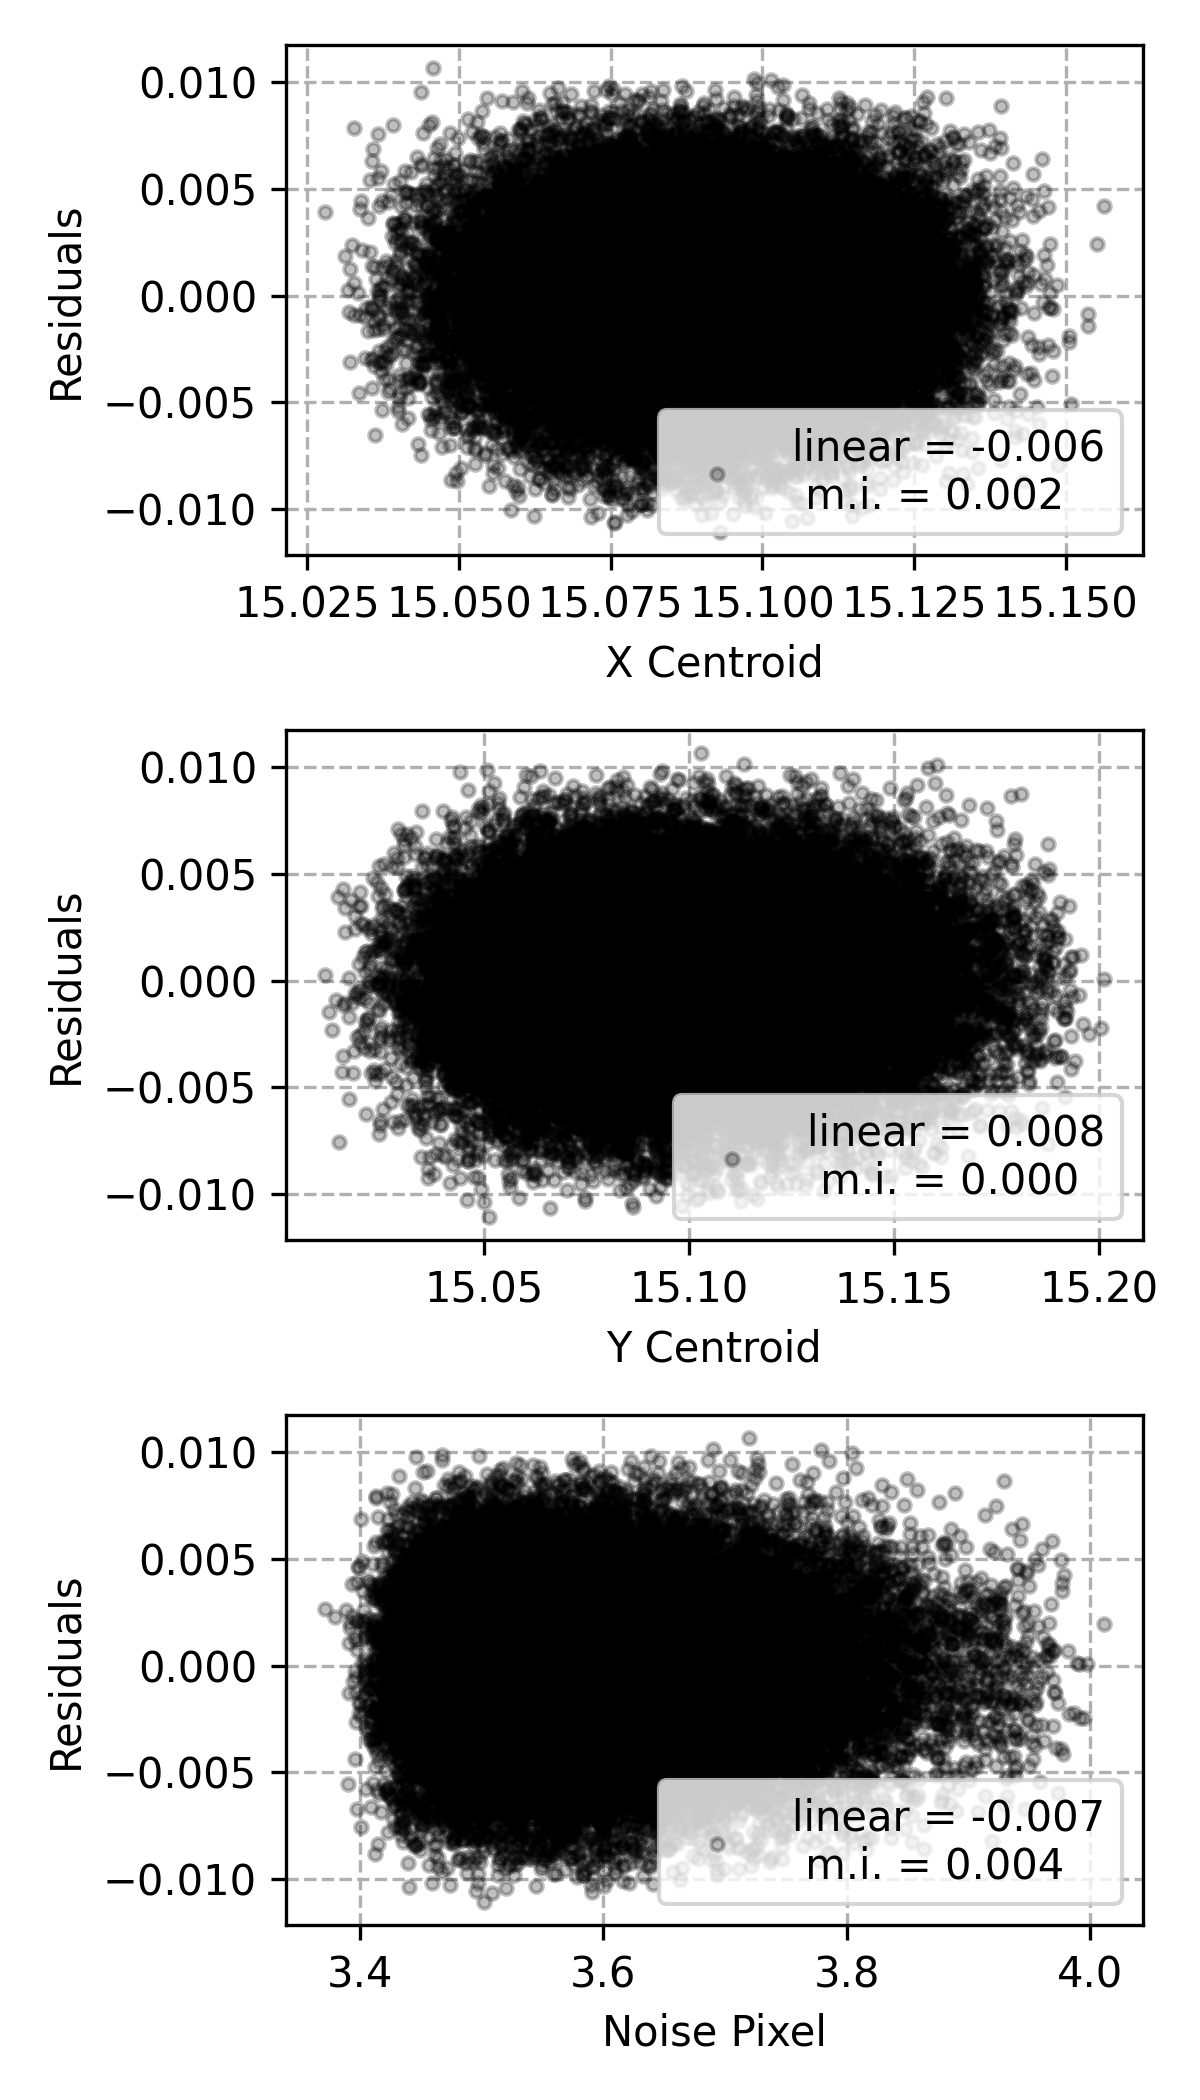 0.010
0.005
0.000
−0.005
−0.010
Residuals
linear = -0.006
m.i. = 0.002
15.025 15.050 15.075 15.100 15.125 15.150
X Centroid
0.010
0.005
0.000
−0.005
−0.010
Residuals
linear = 0.008
m.i. = 0.000
15.05 15.10 15.15 15.20
Y Centroid
0.010
0.005
0.000
−0.005
−0.010
Residuals
linear = -0.007
m.i. = 0.004
3.4 3.6 3.8 4.0
Noise Pixel